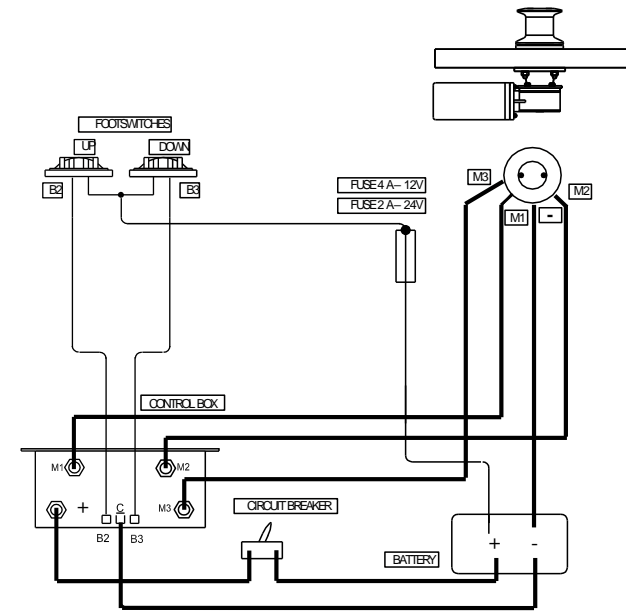 FOOTSWITCHES
UP DOWN
B2 B3
FUSE 4 A – 12V
FUSE 2 A – 24V
M3 M2
M1 -
CONTROL BOX
M1 M2
+ C M3
B2 B3
CIRCUIT BREAKER
BATTERY
+ -